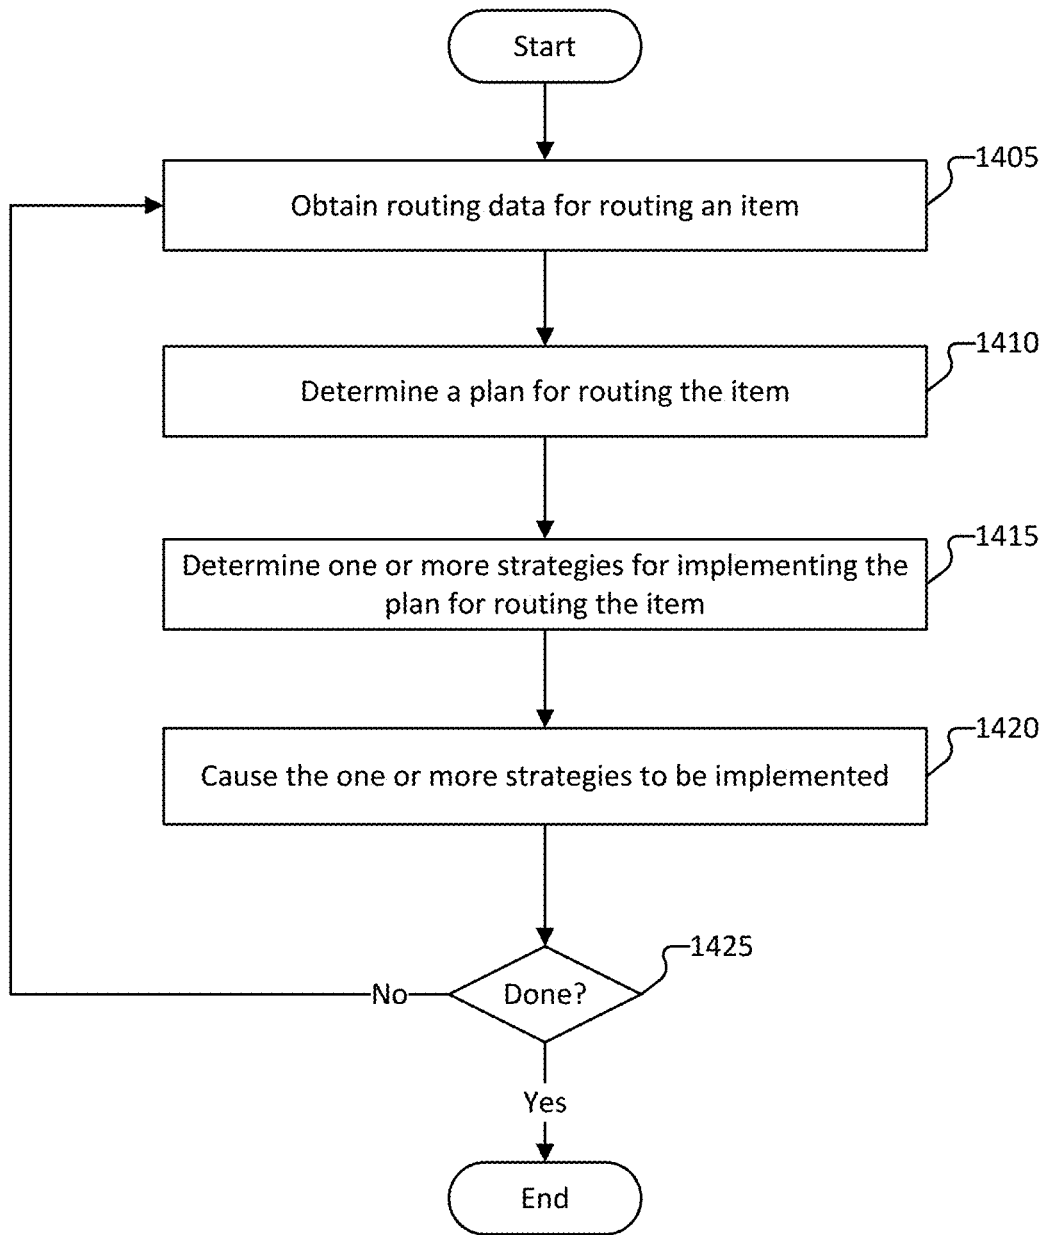 Start
1405
Obtain routing data for routing an item
1410
Determine a plan for routing the item
1415
Determine one or more strategies for implementing the
plan for routing the item
1420
Cause the one or more strategies to be implemented
1425
Done?
No
Yes
End